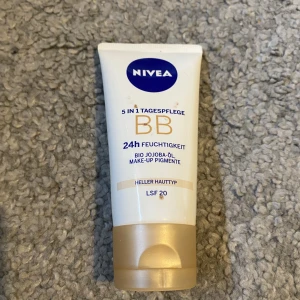 NIVEA
5 IN 1 TAGESPFLEGE
BB
24h FEUCHTIGKEIT
BIO JOJOBA-ÖL,
MAKE-UP PIGMENTE
HELLER HAUTTYP
LSF 20